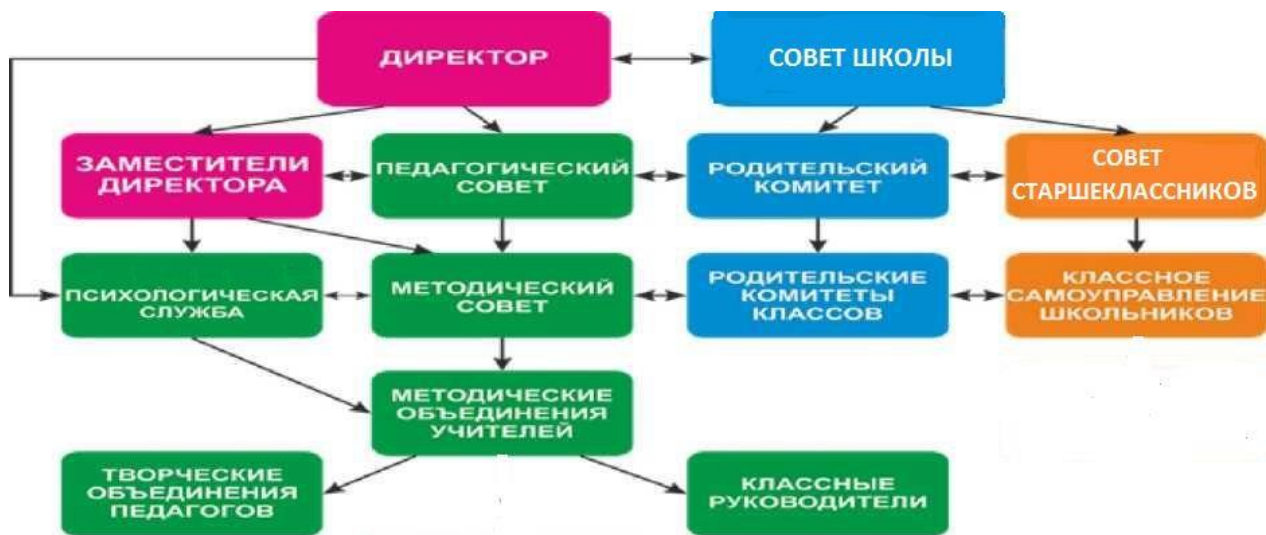 ДИРЕКТОР
СОВЕТ ШКОЛЫ
ЗАМЕСТИТЕЛИ
ДИРЕКТОРА
ПЕДАГОГИЧЕСКИЙ
СОВЕТ
РОДИТЕЛЬСКИЙ
КОМИТЕТ
СОВЕТ
СТАРШЕКЛАССНИКОВ
ПСИХОЛОГИЧЕСКАЯ
СЛУЖБА
МЕТОДИЧЕСКИЙ
СОВЕТ
РОДИТЕЛЬСКИЕ
КОМИТЕТЫ
КЛАССОВ
КЛАССНОЕ
САМОУПРАВЛЕНИЕ
ШКОЛЬНИКОВ
МЕТОДИЧЕСКИЕ
ОБЪЕДИНЕНИЯ
УЧИТЕЛЕЙ
ТВОРЧЕСКИЕ
ОБЪЕДИНЕНИЯ
ПЕДАГОГОВ
КЛАССНЫЕ
РУКОВОДИТЕЛИ